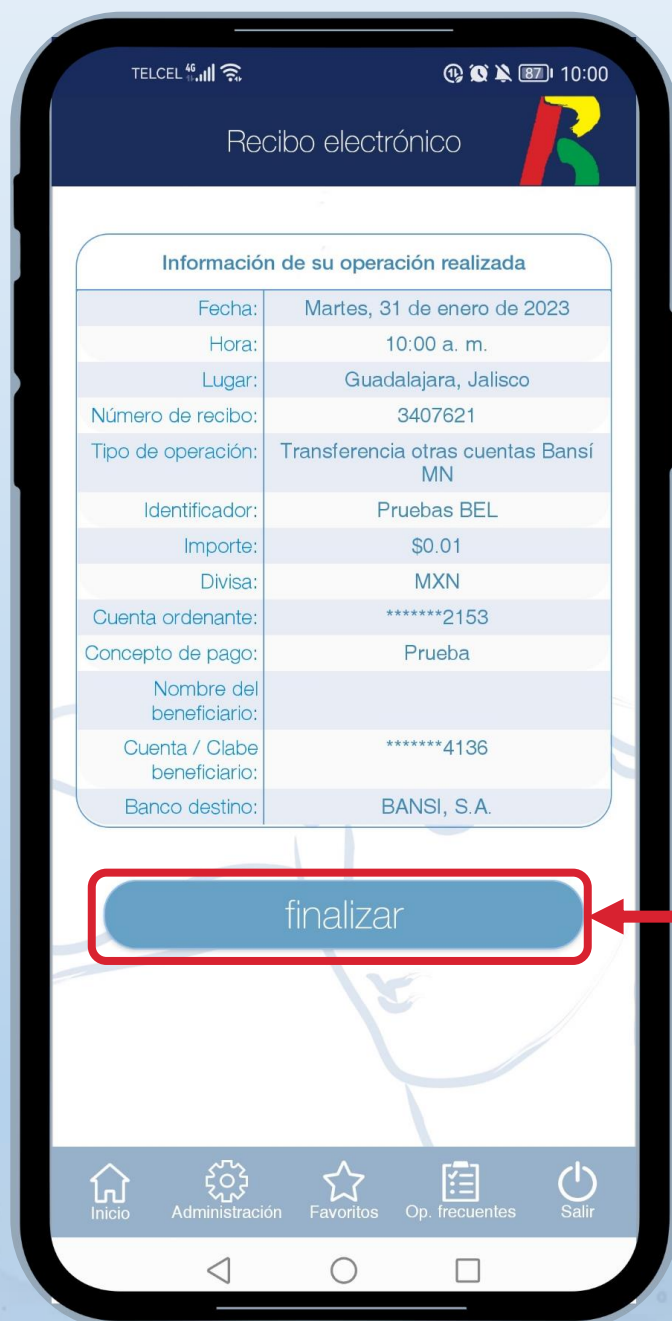 TELCEL 4G 87 10:00
Recibo electrónico
Información de su operación realizada
Fecha: Martes, 31 de enero de 2023
Hora: 10:00 a. m.
Lugar: Guadalajara, Jalisco
Número de recibo: 3407621
Tipo de operación: Transferencia otras cuentas Bansí
MN
Identificador: Pruebas BEL
Importe: $0.01
Divisa: MXN
Cuenta ordenante: *******2153
Concepto de pago: Prueba
Nombre del
beneficiario:
Cuenta / Clabe *******4136
beneficiario:
Banco destino: BANSI, S.A.
finalizar
Inicio Administración Favoritos Op. frecuentes Salir